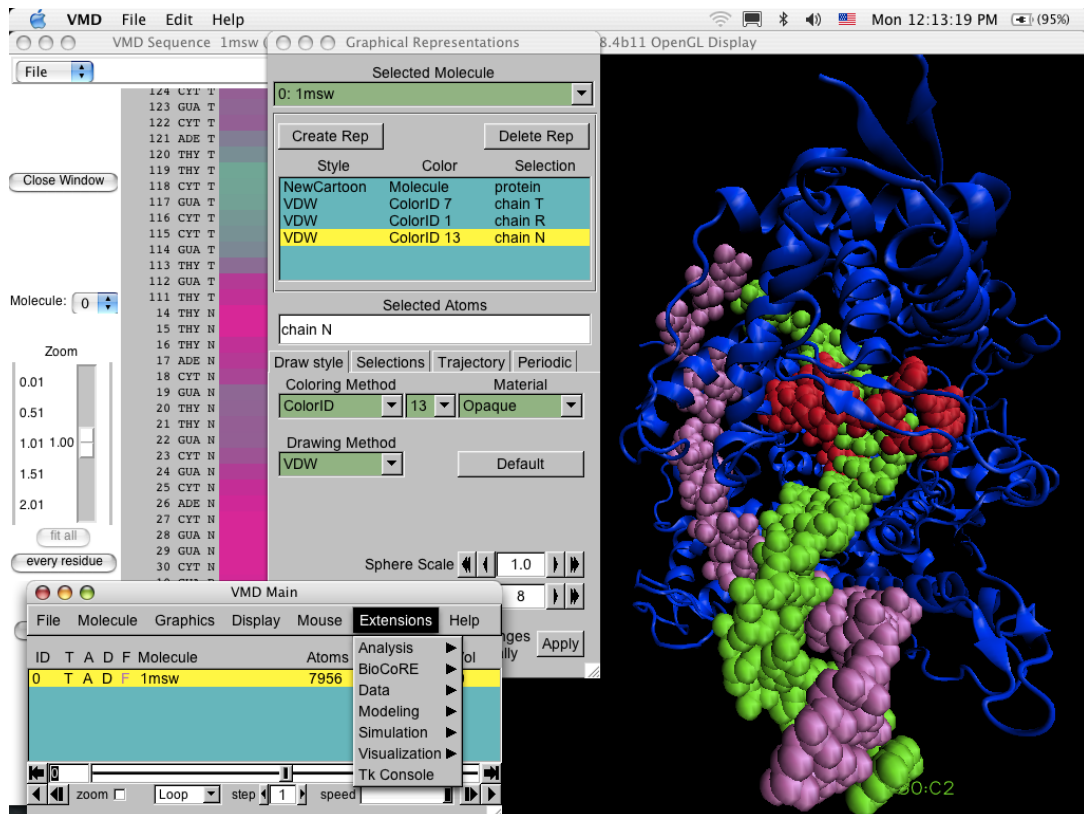 VMD File Edit Help Mon 12:13:19 PM (95%)
VMD Sequence 1msw (
Graphical Representations
8.4b11 OpenGL Display
File
124 CYT T
123 GUA T
122 CYT T
121 ADE T
120 THY T
119 THY T
118 CYT T
117 GUA T
116 CYT T
115 CYT T
114 GUA T
113 THY T
112 GUA T
111 THY T
14 THY N
15 THY N
16 THY N
17 ADE N
18 CYT N
19 GUA N
20 THY N
21 THY N
22 GUA N
23 CYT N
24 GUA N
25 CYT N
26 ADE N
27 CYT N
28 GUA N
29 GUA N
30 CYT N
Close Window
Molecule: 0
Zoom
0.01
0.51
1.01 1.00
1.51
2.01
fit all
every residue
Selected Molecule
0: 1msw
Create Rep Delete Rep
Style Color Selection
NewCartoon Molecule protein
VDW ColorID 7 chain T
VDW ColorID 1 chain R
VDW ColorID 13 chain N
Selected Atoms
chain N
Draw style Selections Trajectory Periodic
Coloring Method Material
ColorID 13 Opaque
Drawing Method
VDW Default
Sphere Scale 1.0
8
Apply
VMD Main
File Molecule Graphics Display Mouse Extensions Help
ID T A D F Molecule Atoms
0 T A D F 1msw 7956
Analysis
BioCoRE
Data
Modeling
Simulation
Visualization
Tk Console
0
zoom Loop step 1 speed
:C2